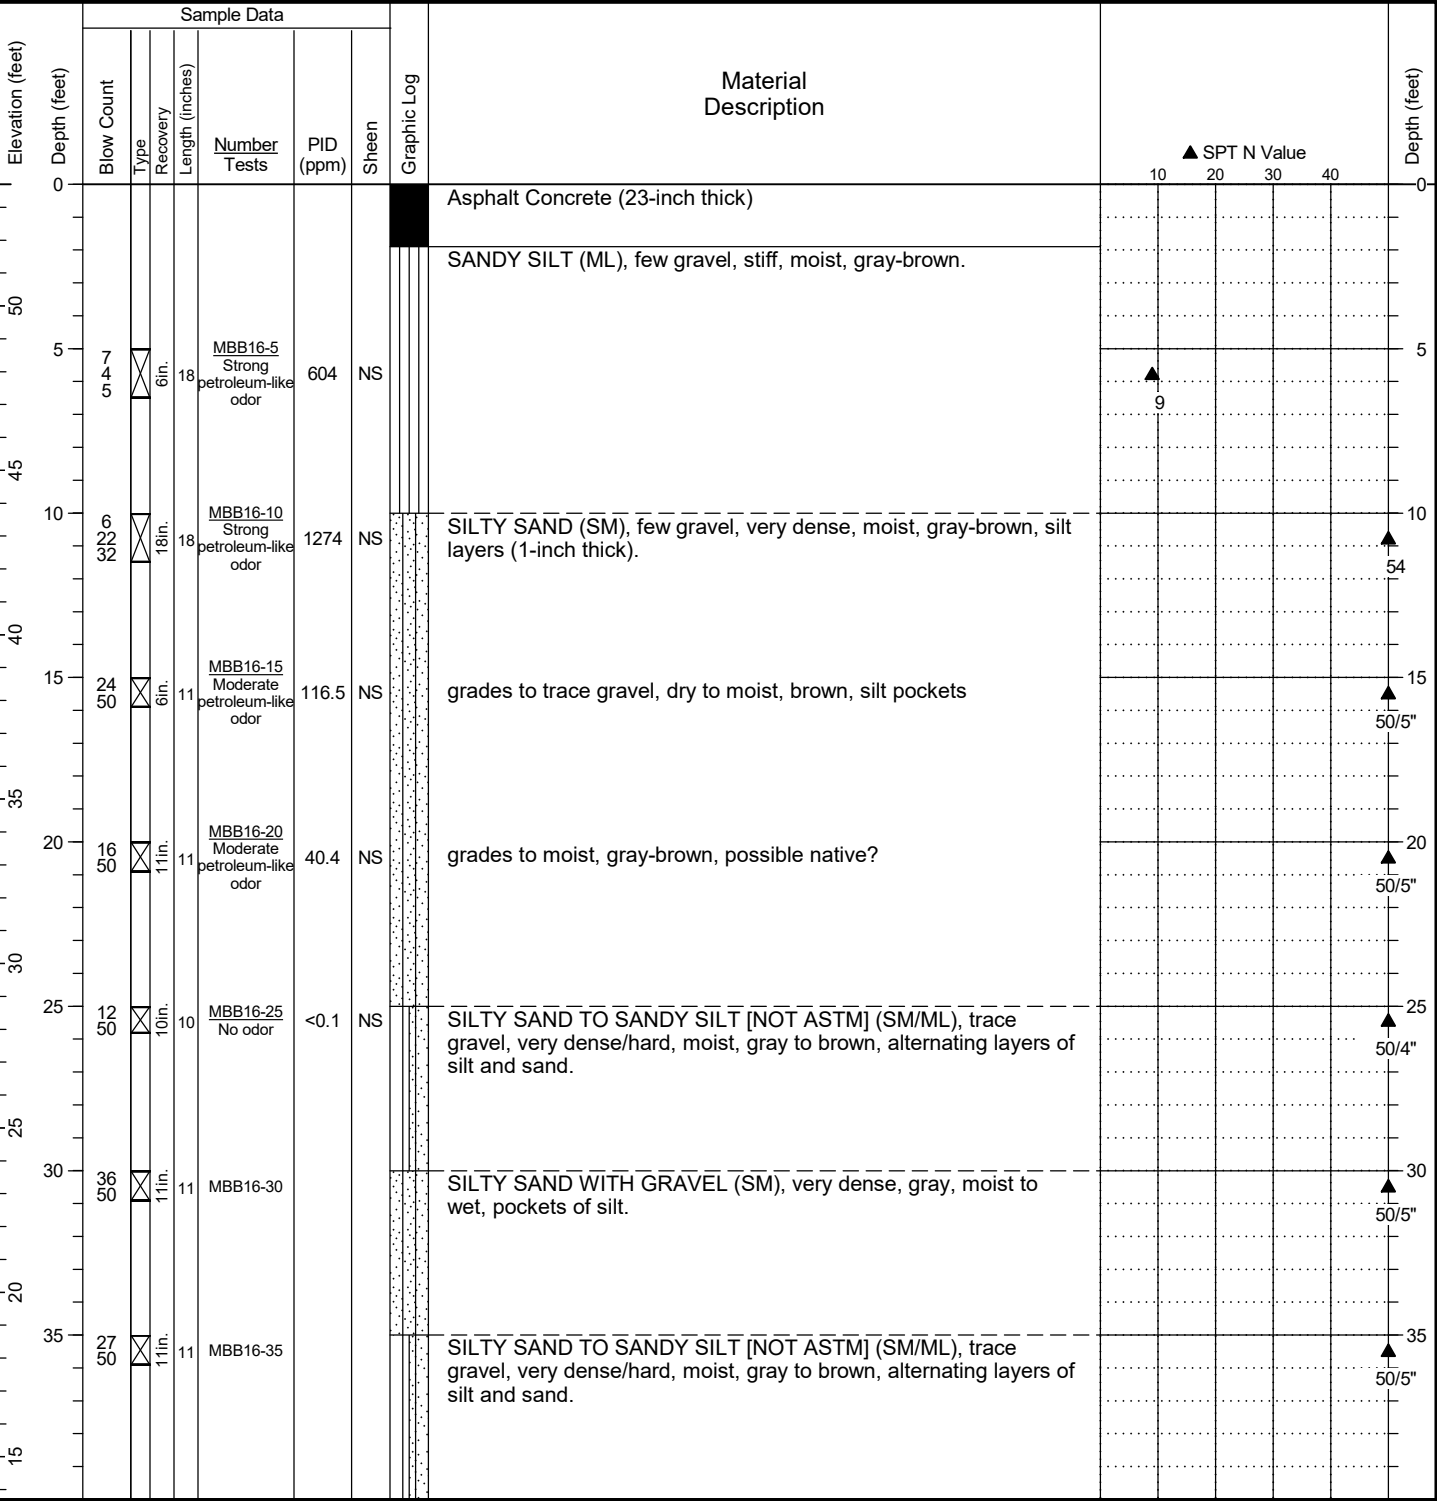 Sample Data
Elevation (feet)
Depth (feet)
Blow Count
Type
Recovery
Length (inches)
Number
Tests
PID
(ppm)
Sheen
Graphic Log
Material
Description
▲ SPT N Value
10 20 30 40
Depth (feet)
0
Asphalt Concrete (23-inch thick)
0
SANDY SILT (ML), few gravel, stiff, moist, gray-brown.
50
5
7
4
5
6in.
18
MBB16-5
Strong
petroleum-like
odor
604
NS
9
5
45
10
6
22
32
18in.
18
MBB16-10
Strong
petroleum-like
odor
1274
NS
SILTY SAND (SM), few gravel, very dense, moist, gray-brown, silt
layers (1-inch thick).
54
10
40
15
24
50
6in.
11
MBB16-15
Moderate
petroleum-like
odor
116.5
NS
grades to trace gravel, dry to moist, brown, silt pockets
50/5"
15
35
20
16
50
11in.
11
MBB16-20
Moderate
petroleum-like
odor
40.4
NS
grades to moist, gray-brown, possible native?
50/5"
20
30
25
12
50
10in.
10
MBB16-25
No odor
<0.1
NS
SILTY SAND TO SANDY SILT [NOT ASTM] (SM/ML), trace
gravel, very dense/hard, moist, gray to brown, alternating layers of
silt and sand.
50/4"
25
25
30
36
50
11in.
11
MBB16-30
SILTY SAND WITH GRAVEL (SM), very dense, gray, moist to
wet, pockets of silt.
50/5"
30
20
35
27
50
11in.
11
MBB16-35
SILTY SAND TO SANDY SILT [NOT ASTM] (SM/ML), trace
gravel, very dense/hard, moist, gray to brown, alternating layers of
silt and sand.
50/5"
35
15